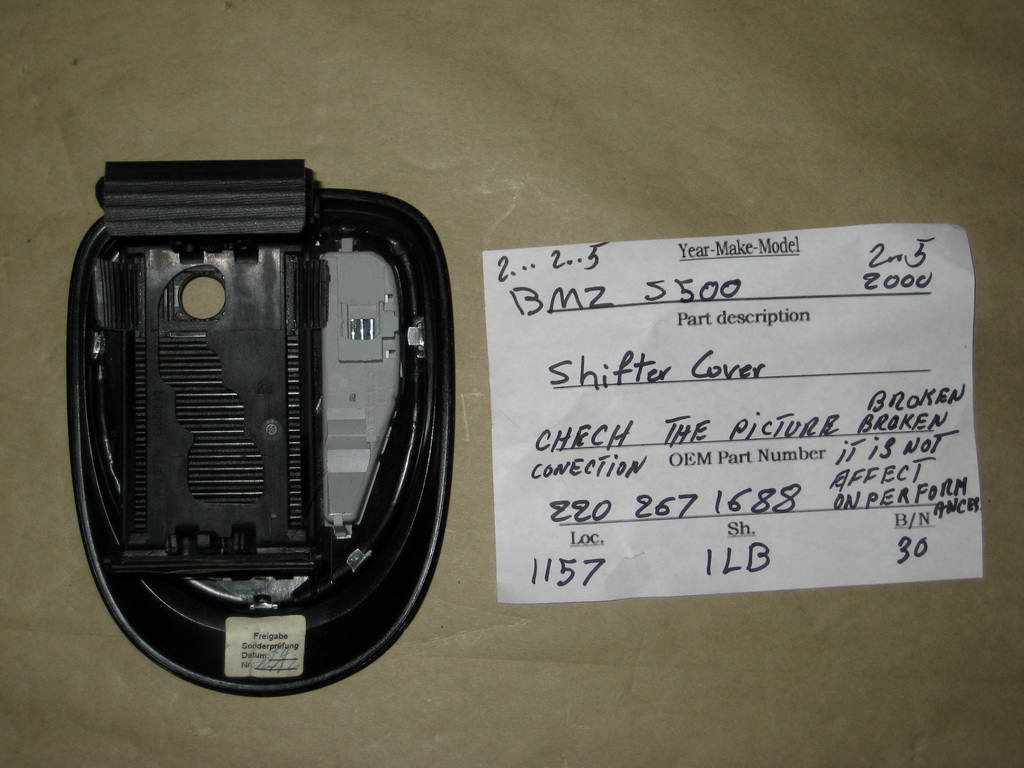 Year-Make-Model
2... 2..5 2..5
BMZ S500 2000
Part description
Shifter Cover
BROKEN
CHECH THE PICTURE BROKEN
CONECTION OEM Part Number IT IS NOT
AFFECT
220 267 1688 ON PERFORM
ANCES
Loc. Sh. B/N
1157 1LB 30
Freigabe
Sonderprüfung
Datum:
Nr.: